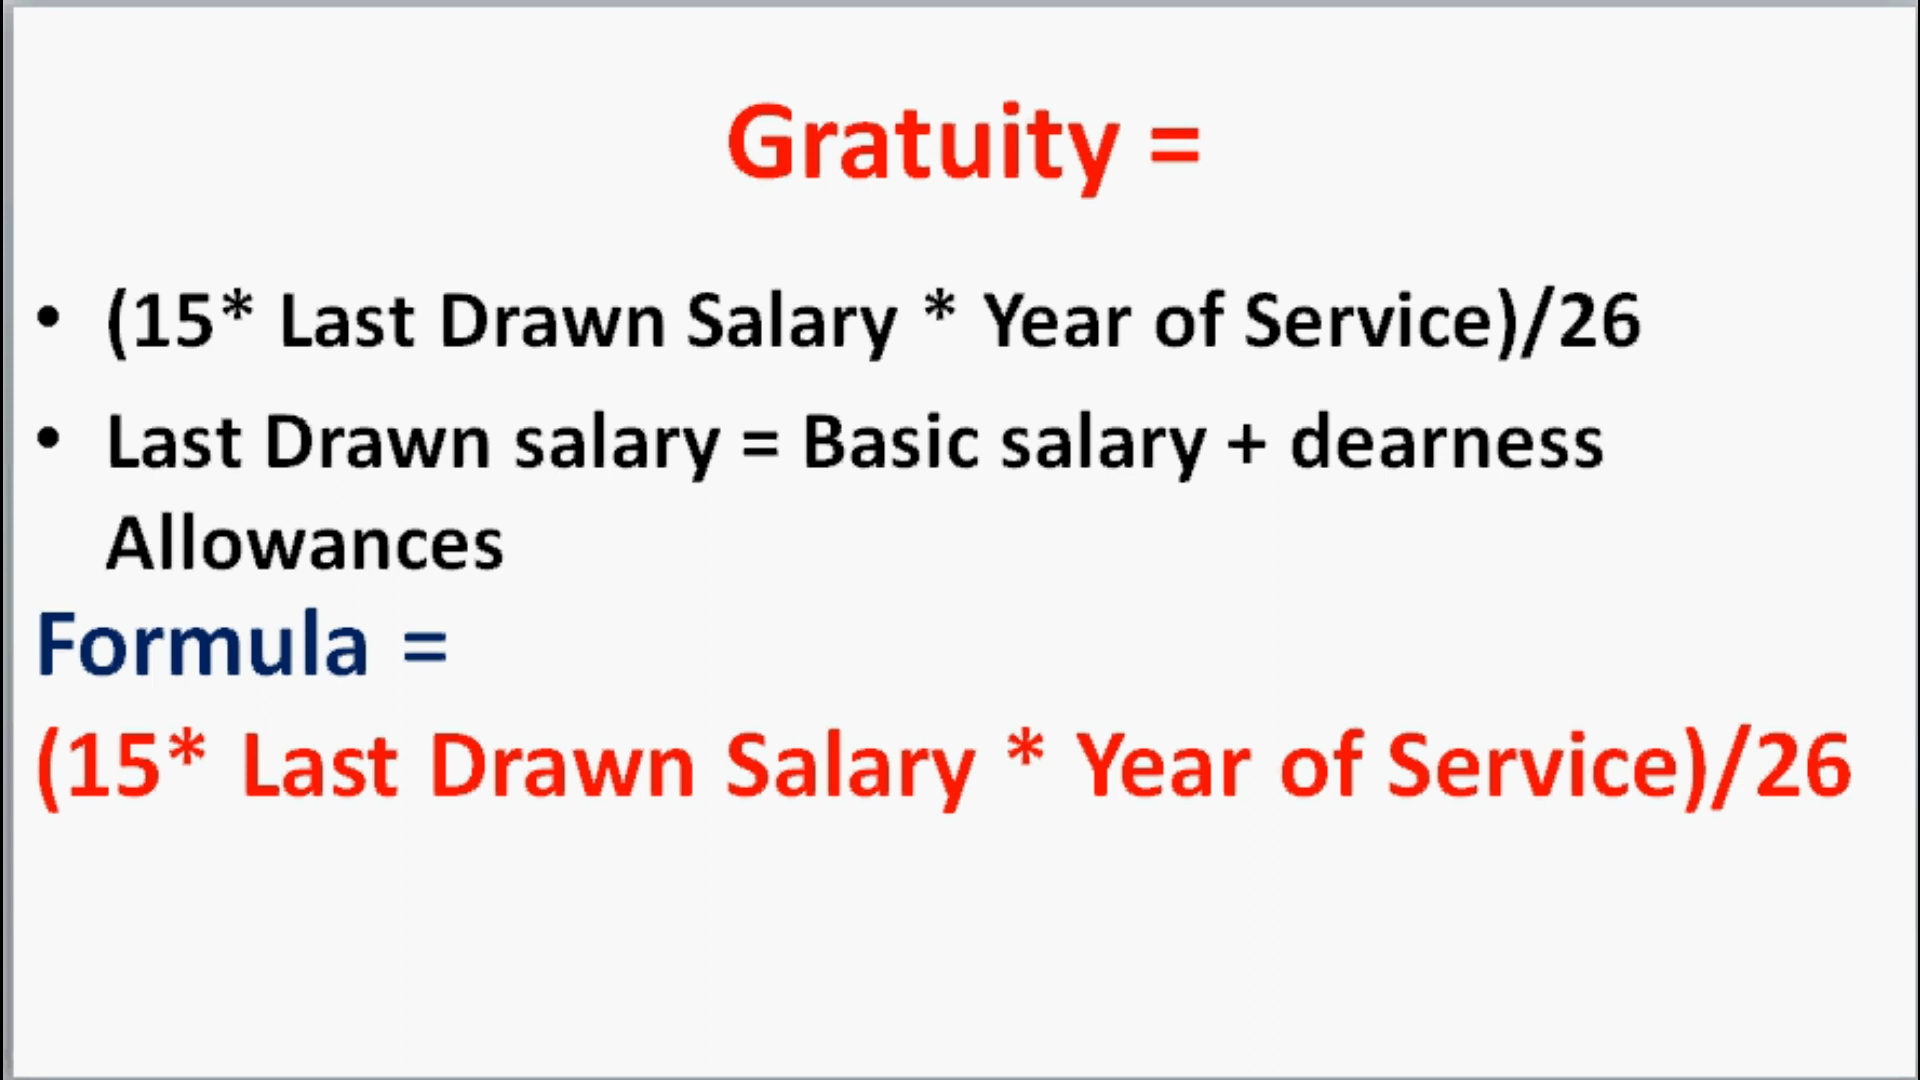 Gratuity =
• (15* Last Drawn Salary * Year of Service)/26
• Last Drawn salary = Basic salary + dearness
Allowances
Formula =
(15* Last Drawn Salary * Year of Service)/26